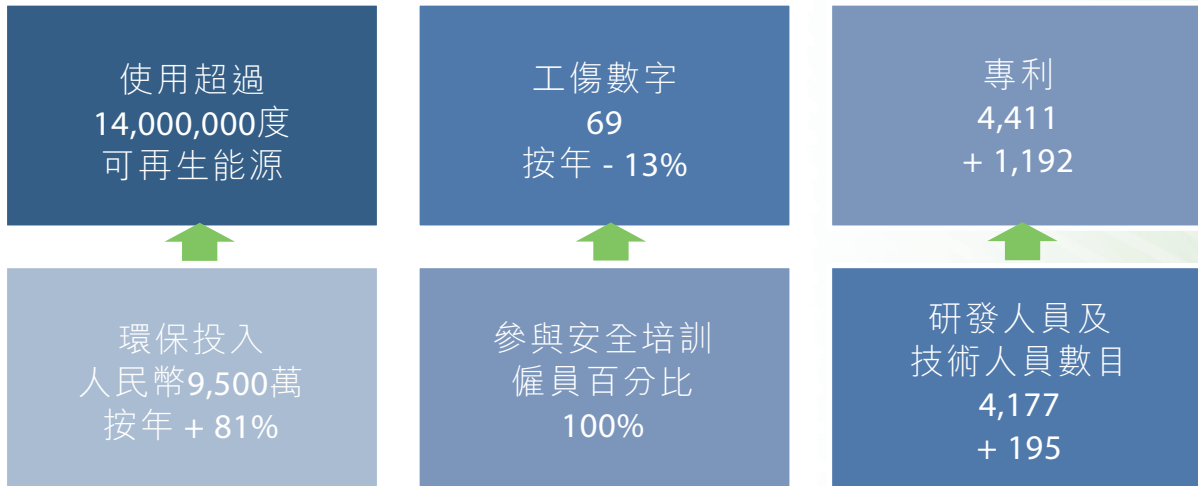 使用超過
14,000,000度
可再生能源
工傷數字
69
按年 - 13%
專利
4,411
+ 1,192
環保投入
人民幣9,500萬
按年 + 81%
參與安全培訓
僱員百分比
100%
研發人員及
技術人員數目
4,177
+ 195